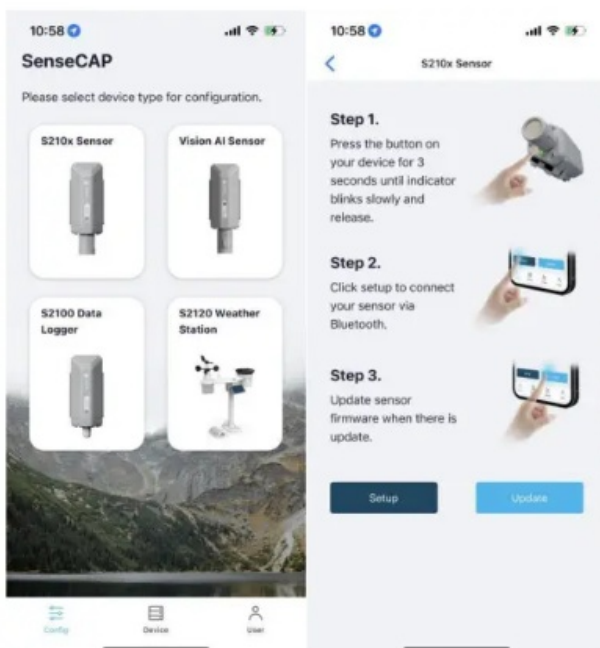 10:58
SenseCAP
Please select device type for configuration.
S210x Sensor
Vision AI Sensor
S2100 Data
Logger
S2120 Weather
Station
Config
Device
User
10:58
S210x Sensor
Step 1.
Press the button on
your device for 3
seconds until indicator
blinks slowly and
release.
Step 2.
Click setup to connect
your sensor via
Bluetooth.
Step 3.
Update sensor
firmware when there is
update.
Setup
Update